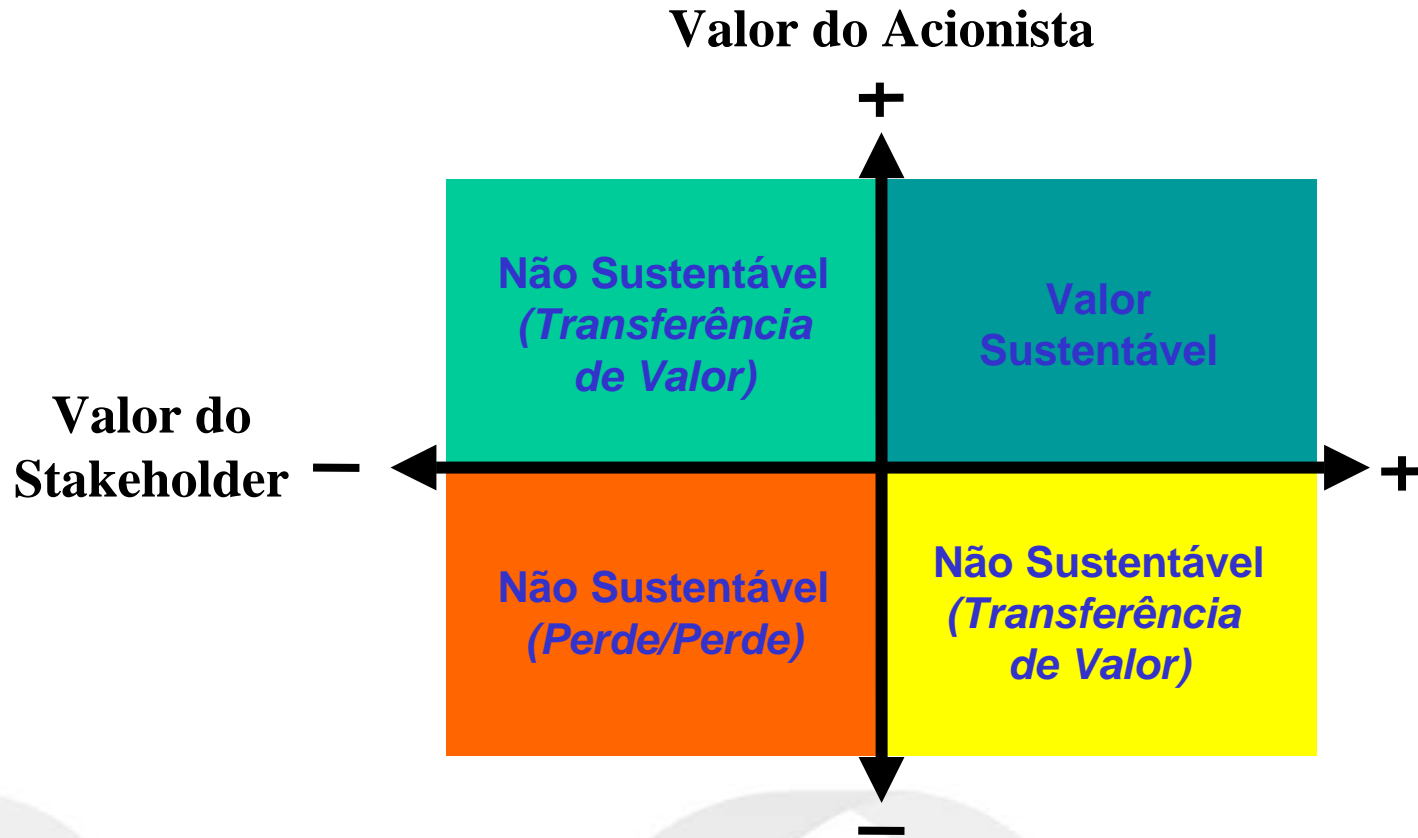 Valor do Acionista
+
Não Sustentável
(Transferência
de Valor)
Valor
Sustentável
Valor do
Stakeholder
–
+
Não Sustentável
(Perde/Perde)
Não Sustentável
(Transferência
de Valor)
–